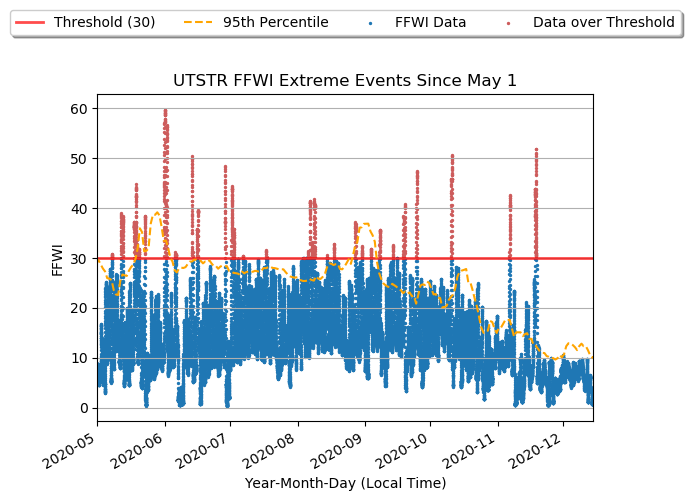 Threshold (30) 95th Percentile FFWI Data Data over Threshold
UTSTR FFWI Extreme Events Since May 1
60
50
40
30
20
10
0
FFWI
2020-05 2020-06 2020-07 2020-08 2020-09 2020-10 2020-11 2020-12
Year-Month-Day (Local Time)